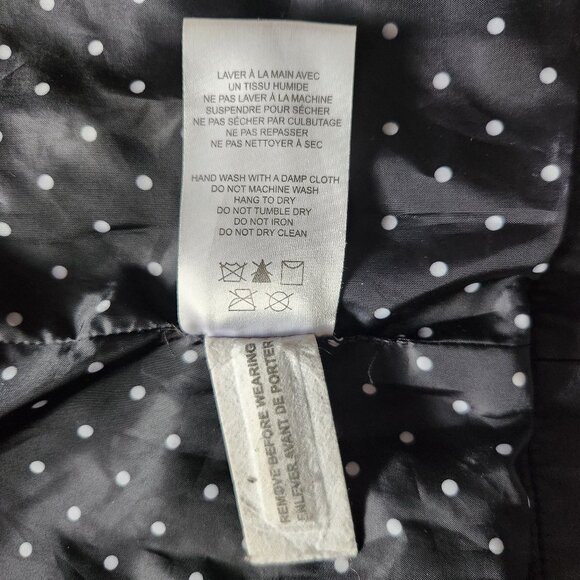 LAVER À LA MAIN AVEC
UN TISSU HUMIDE
NE PAS LAVER À LA MACHINE
SUSPENDRE POUR SÉCHER
NE PAS SÉCHER PAR CULBUTAGE
NE PAS REPASSER
NE PAS NETTOYER À SEC
HAND WASH WITH A DAMP CLOTH
DO NOT MACHINE WASH
HANG TO DRY
DO NOT TUMBLE DRY
DO NOT IRON
DO NOT DRY CLEAN
REMOVE BEFORE WEARING
ENLEVER AVANT DE PORTER